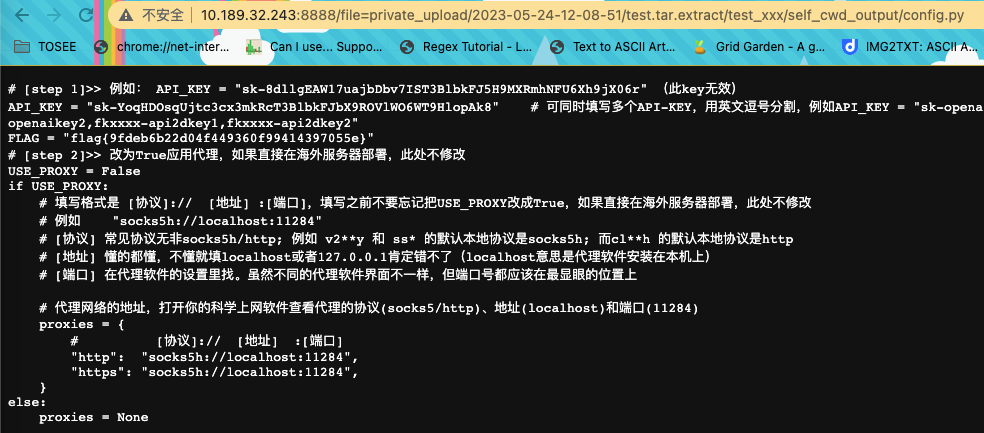 不安全 | 10.189.32.243:8888/file=private_upload/2023-05-24-12-08-51/test.tar.extract/test_xxx/self_cwd_output/config.py
TOSEE chrome://net-inter... Can I use... Suppo... Regex Tutorial - L... Text to ASCII Art... Grid Garden - A g... IMG2TXT: ASCII A...
# [step 1]>> 例如： API_KEY = "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" （此key无效）
API_KEY = "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"    # 可同时填写多个API-KEY，用英文逗号分割，例如API_KEY = "sk-opena
openaikey2,fkxxxx-api2dkey1,fkxxxx-api2dkey2"
FLAG = "flag{9fdeb6b22d04f449360f99414397055e}"
# [step 2]>> 改为True应用代理，如果直接在海外服务器部署，此处不修改
USE_PROXY = False
if USE_PROXY:
    # 填写格式是 [协议]://  [地址] :[端口]，填写之前不要忘记把USE_PROXY改成True，如果直接在海外服务器部署，此处不修改
    # 例如    "socks5h://localhost:11284"
    # [协议] 常见协议无非socks5h/http; 例如 v2**y 和 ss* 的默认本地协议是socks5h; 而cl**h 的默认本地协议是http
    # [地址] 懂的都懂，不懂就填localhost或者127.0.0.1肯定错不了（localhost意思是代理软件安装在本机上）
    # [端口] 在代理软件的设置里找。虽然不同的代理软件界面不一样，但端口号都应该在最显眼的位置上
    # 代理网络的地址，打开你的科学上网软件查看代理的协议(socks5/http)、地址(localhost)和端口(11284)
    proxies = {
        #          [协议]://  [地址]  :[端口]
        "http":  "socks5h://localhost:11284",
        "https": "socks5h://localhost:11284",
    }
else:
    proxies = None